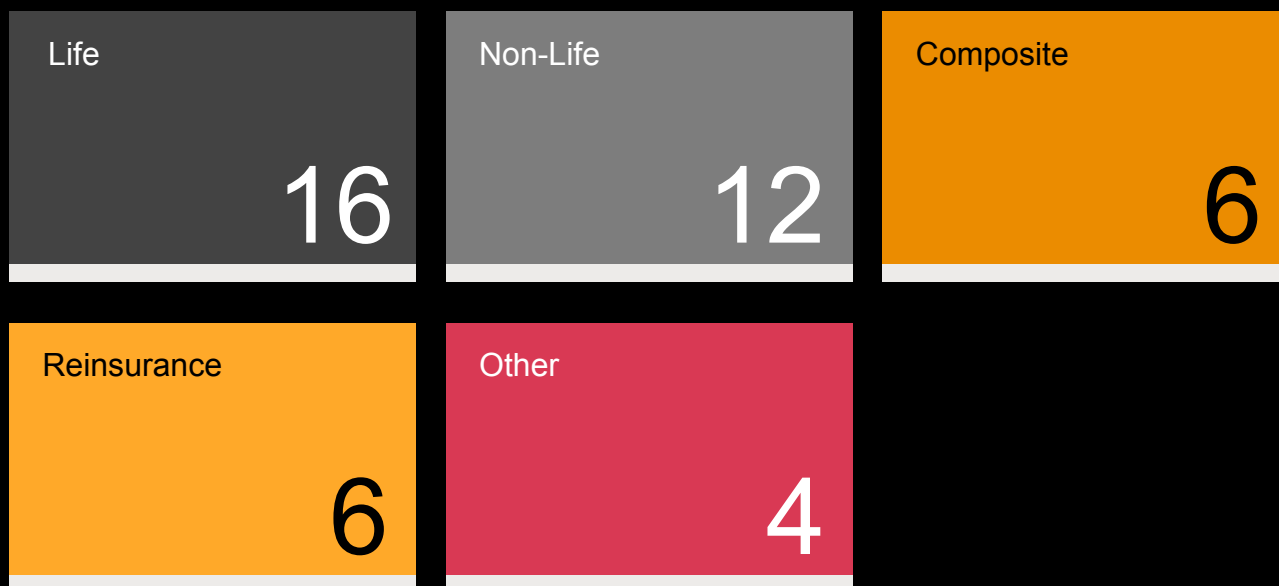 Life
16
Non-Life
12
Composite
6
Reinsurance
6
Other
4